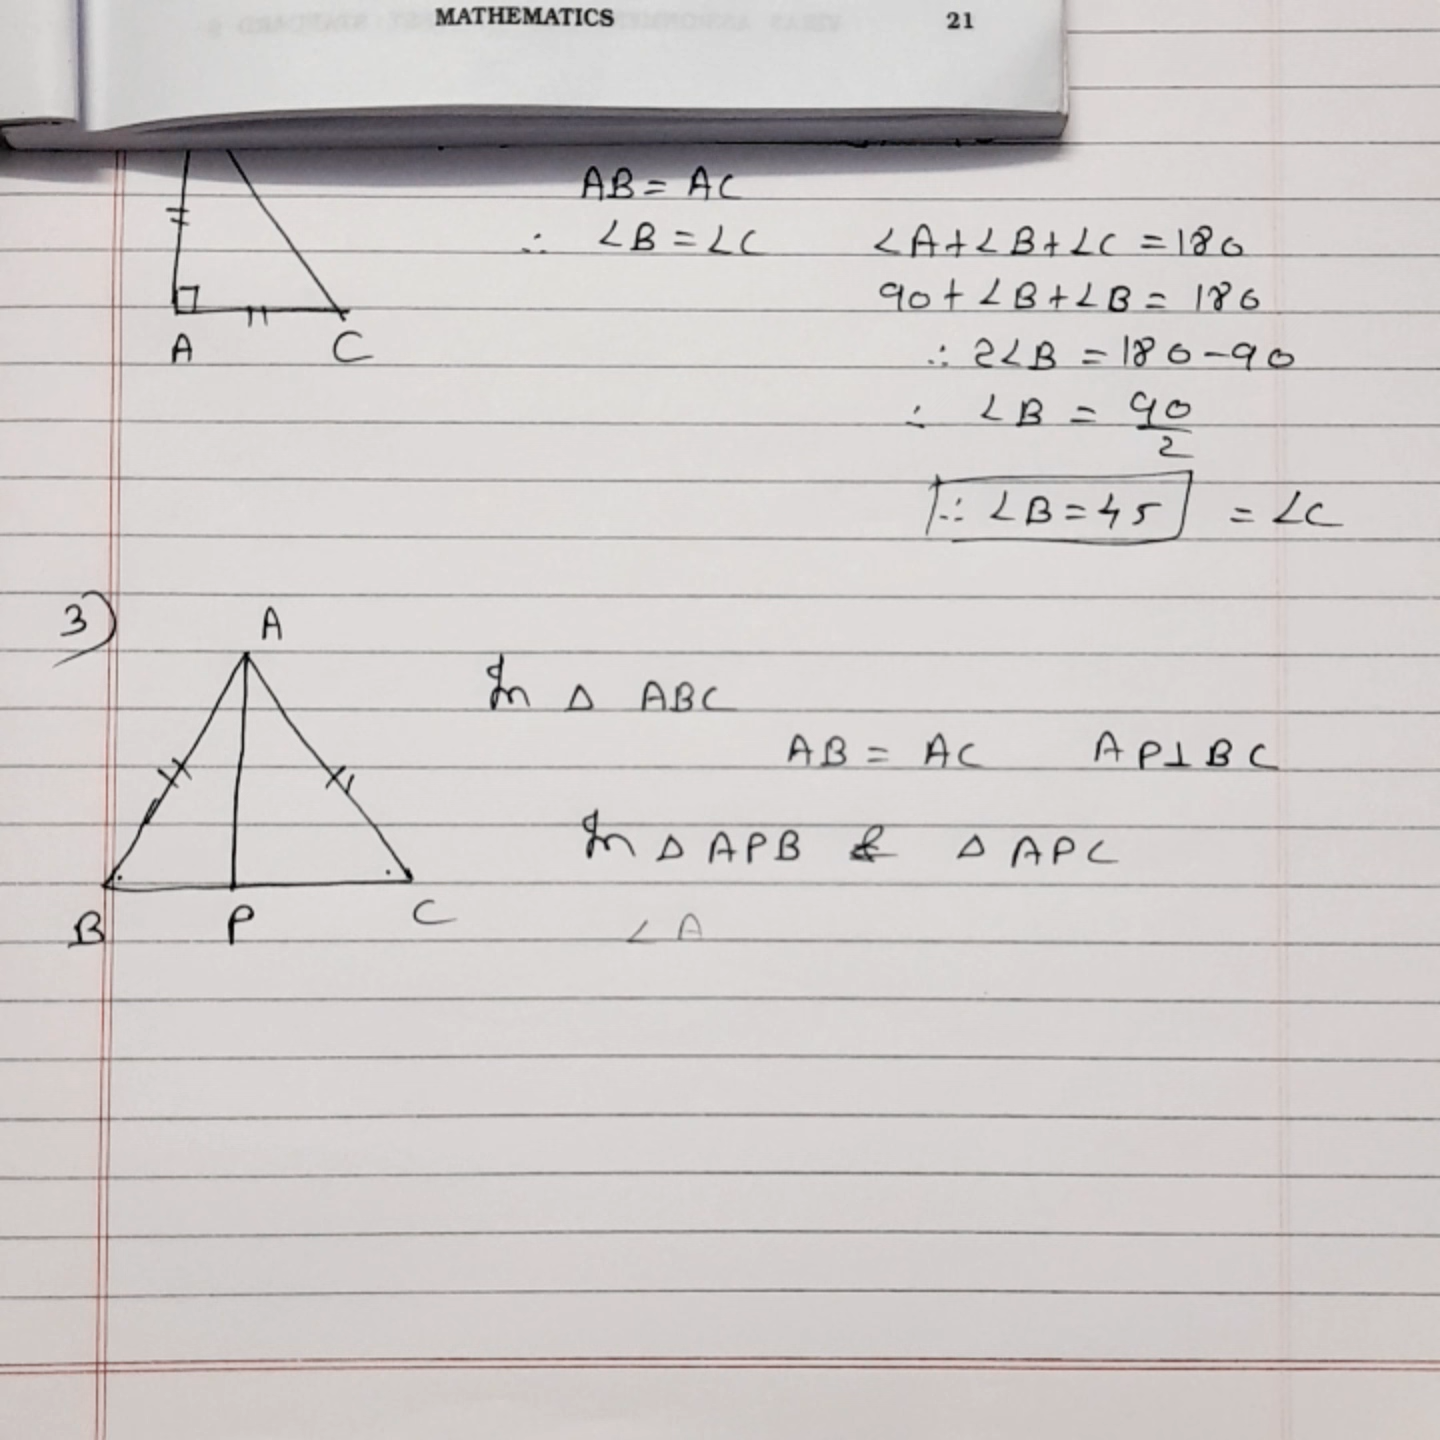 MATHEMATICS 21
AB = AC
∴ ∠B = ∠C ∠A+∠B+∠C = 180
90 + ∠B + ∠B = 180
∴ 2∠B = 180 - 90
∴ ∠B = 90/2
∴ ∠B = 45 = ∠C
A C
3)
A
In Δ ABC
AB = AC AP⊥BC
In Δ APB & Δ APC
B P C
∠A